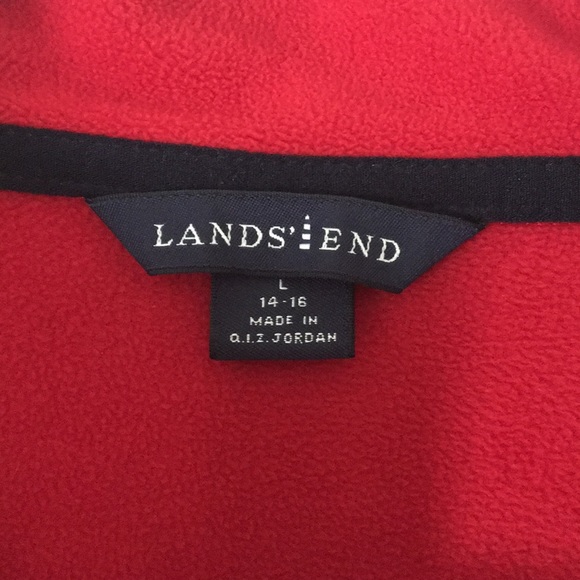 LANDS' END
L
14-16
MADE IN
Q.I.Z. JORDAN